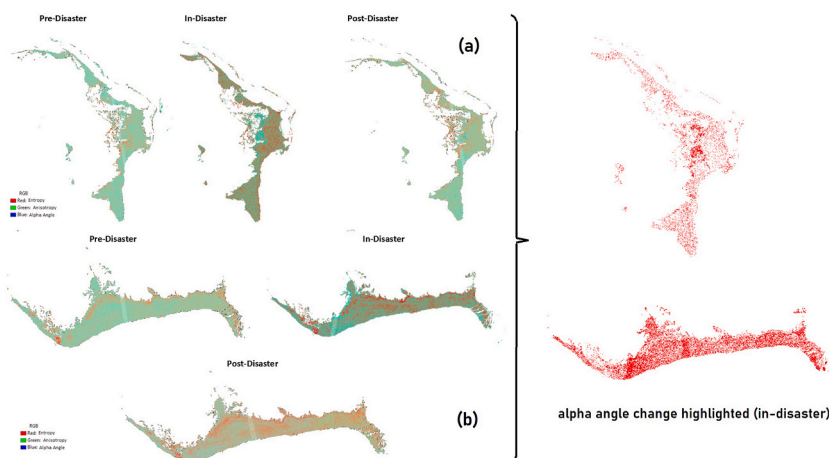 Pre-Disaster
In-Disaster
Post-Disaster
(a)
RGB
Red: Entropy
Green: Anisotropy
Blue: Alpha Angle
Pre-Disaster
In-Disaster
Post-Disaster
(b)
RGB
Red: Entropy
Green: Anisotropy
Blue: Alpha Angle
alpha angle change highlighted (in-disaster)